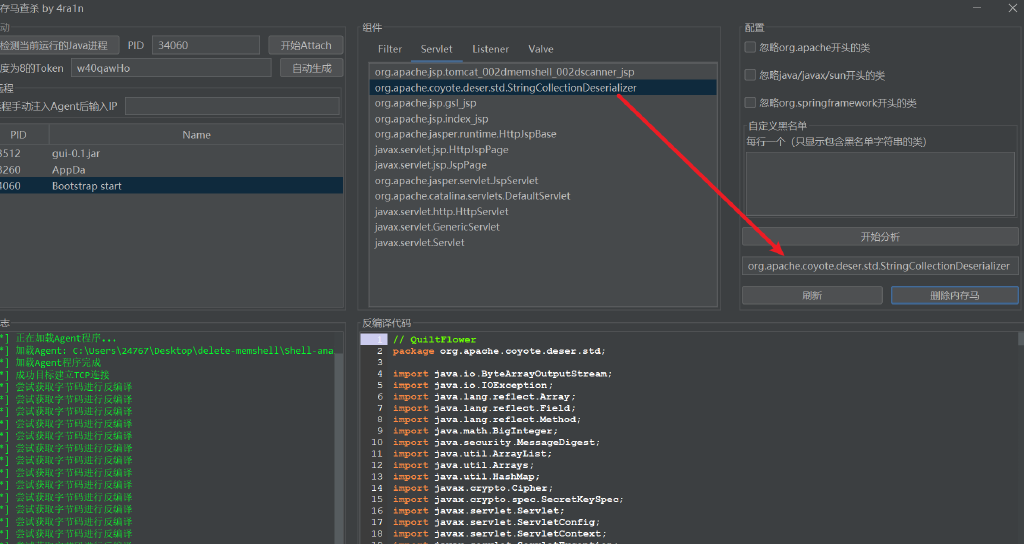 存马查杀 by 4ra1n
动
检测当前运行的Java进程 PID 34060 开始Attach
度为8的Token w40qawHo 自动生成
远程
程手动注入Agent后输入IP
PID Name
3512 gui-0.1.jar
3260 AppDa
4060 Bootstrap start
组件
Filter Servlet Listener Valve
org.apache.jsp.tomcat_002dmemshell_002dscanner_jsp
org.apache.coyote.deser.std.StringCollectionDeserializer
org.apache.jsp.gsl_jsp
org.apache.jsp.index_jsp
org.apache.jasper.runtime.HttpJspBase
javax.servlet.jsp.HttpJspPage
javax.servlet.jsp.JspPage
org.apache.jasper.servlet.JspServlet
org.apache.catalina.servlets.DefaultServlet
javax.servlet.http.HttpServlet
javax.servlet.GenericServlet
javax.servlet.Servlet
配置
忽略org.apache开头的类
忽略java/javax/sun开头的类
忽略org.springframework开头的类
自定义黑名单
每行一个（只显示包含黑名单字符串的类）
开始分析
org.apache.coyote.deser.std.StringCollectionDeserializer
刷新 删除内存马
志
*] 正在加载Agent程序...
*] 加载Agent: C:\Users\24767\Desktop\delete-memshell\Shell-ana
*] 加载Agent程序完成
*] 成功目标建立TCP连接
*] 尝试获取字节码进行反编译
*] 尝试获取字节码进行反编译
*] 尝试获取字节码进行反编译
*] 尝试获取字节码进行反编译
*] 尝试获取字节码进行反编译
*] 尝试获取字节码进行反编译
*] 尝试获取字节码进行反编译
*] 尝试获取字节码进行反编译
*] 尝试获取字节码进行反编译
*] 尝试获取字节码进行反编译
*] 尝试获取字节码进行反编译
*] 尝试获取字节码进行反编译
*] 尝试获取字节码进行反编译
反编译代码
1 // QuiltFlower
2 package org.apache.coyote.deser.std;
3
4 import java.io.ByteArrayOutputStream;
5 import java.io.IOException;
6 import java.lang.reflect.Array;
7 import java.lang.reflect.Field;
8 import java.lang.reflect.Method;
9 import java.math.BigInteger;
10 import java.security.MessageDigest;
11 import java.util.ArrayList;
12 import java.util.Arrays;
13 import java.util.HashMap;
14 import javax.crypto.Cipher;
15 import javax.crypto.spec.SecretKeySpec;
16 import javax.servlet.Servlet;
17 import javax.servlet.ServletConfig;
18 import javax.servlet.ServletContext;
19 import javax.servlet.ServletException;